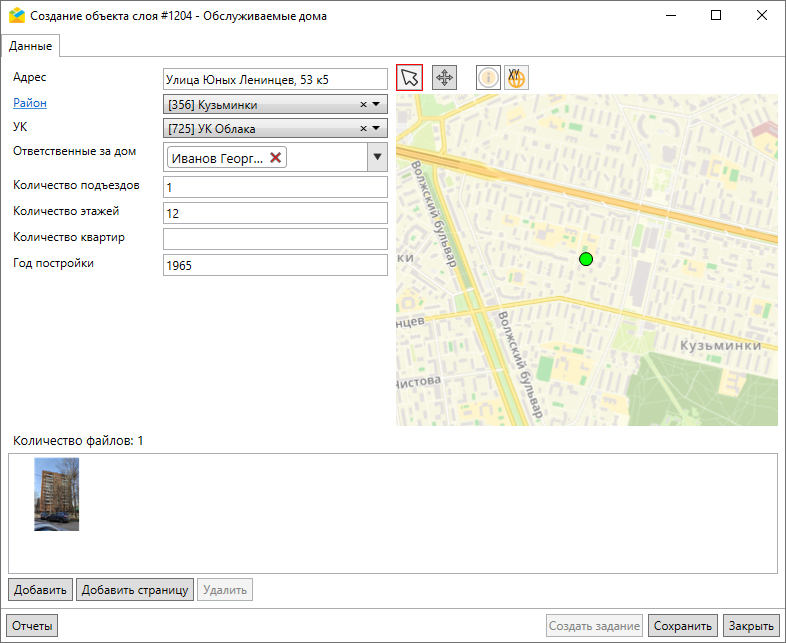 Создание объекта слоя #1204 - Обслуживаемые дома
Данные
Адрес
Улица Юных Ленинцев, 53 к5
Район
[356] Кузьминки
УК
[725] УК Облака
Ответственные за дом
Иванов Георг...
Количество подъездов
1
Количество этажей
12
Количество квартир
Год постройки
1965
XY
Волжский бульвар
ки
нцев
Волжский бульвар
Кузьминки
Чистова
Количество файлов: 1
Добавить
Добавить страницу
Удалить
Отчеты
Создать задание
Сохранить
Закрыть